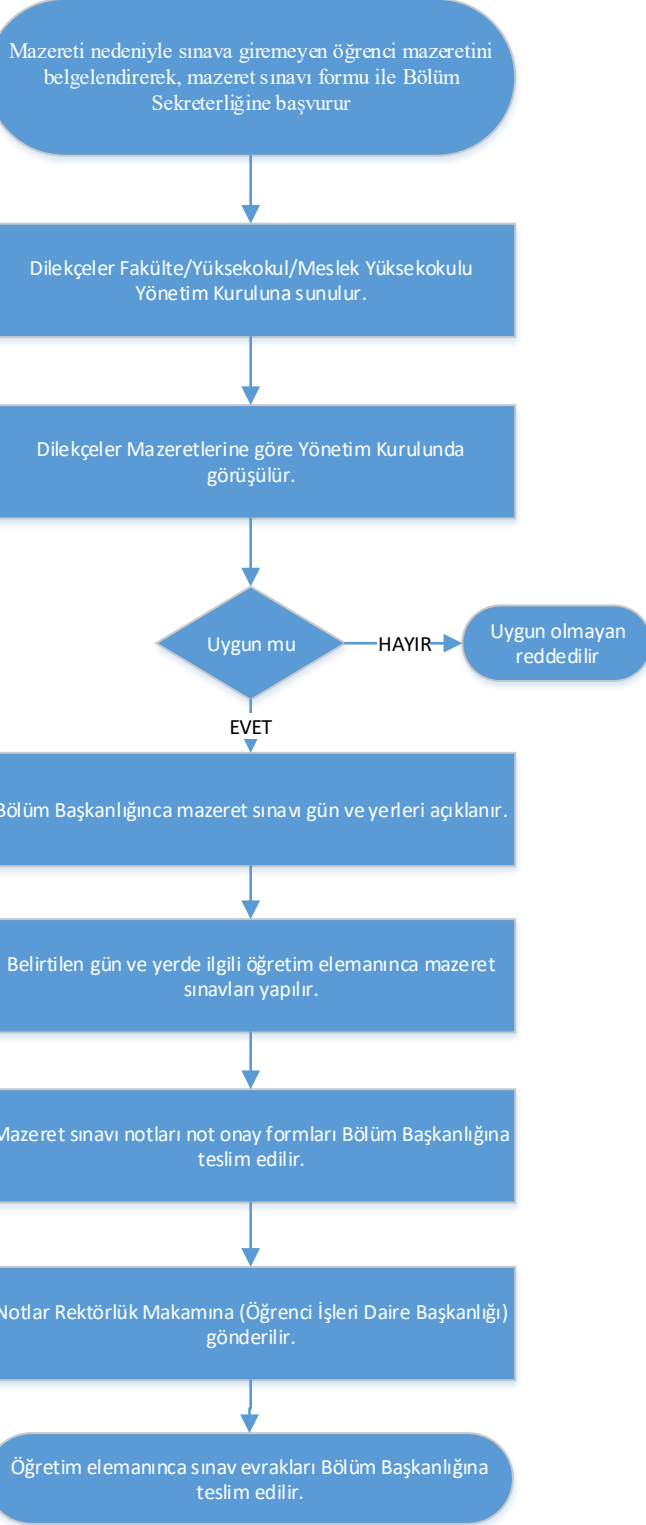 Mazereti nedeniyle sınava giremeyen öğrenci mazeretini
belgelendirerek, mazeret sınavı formu ile Bölüm
Sekreterliğine başvurur
Dilekçeler Fakülte/Yüksekokul/Meslek Yüksekokulu
Yönetim Kuruluna sunulur.
Dilekçeler Mazeretlerine göre Yönetim Kurulunda
görüşülür.
Uygun mu
HAYIR
Uygun olmayan
reddedilir
EVET
Bölüm Başkanlığınca mazeret sınavı gün ve yerleri açıklanır.
Belirtilen gün ve yerde ilgili öğretim elemanınca mazeret
sınavları yapılır.
Mazeret sınavı notları not onay formları Bölüm Başkanlığına
teslim edilir.
Notlar Rektörlük Makamına (Öğrenci İşleri Daire Başkanlığı)
gönderilir.
Öğretim elemanınca sınav evrakları Bölüm Başkanlığına
teslim edilir.